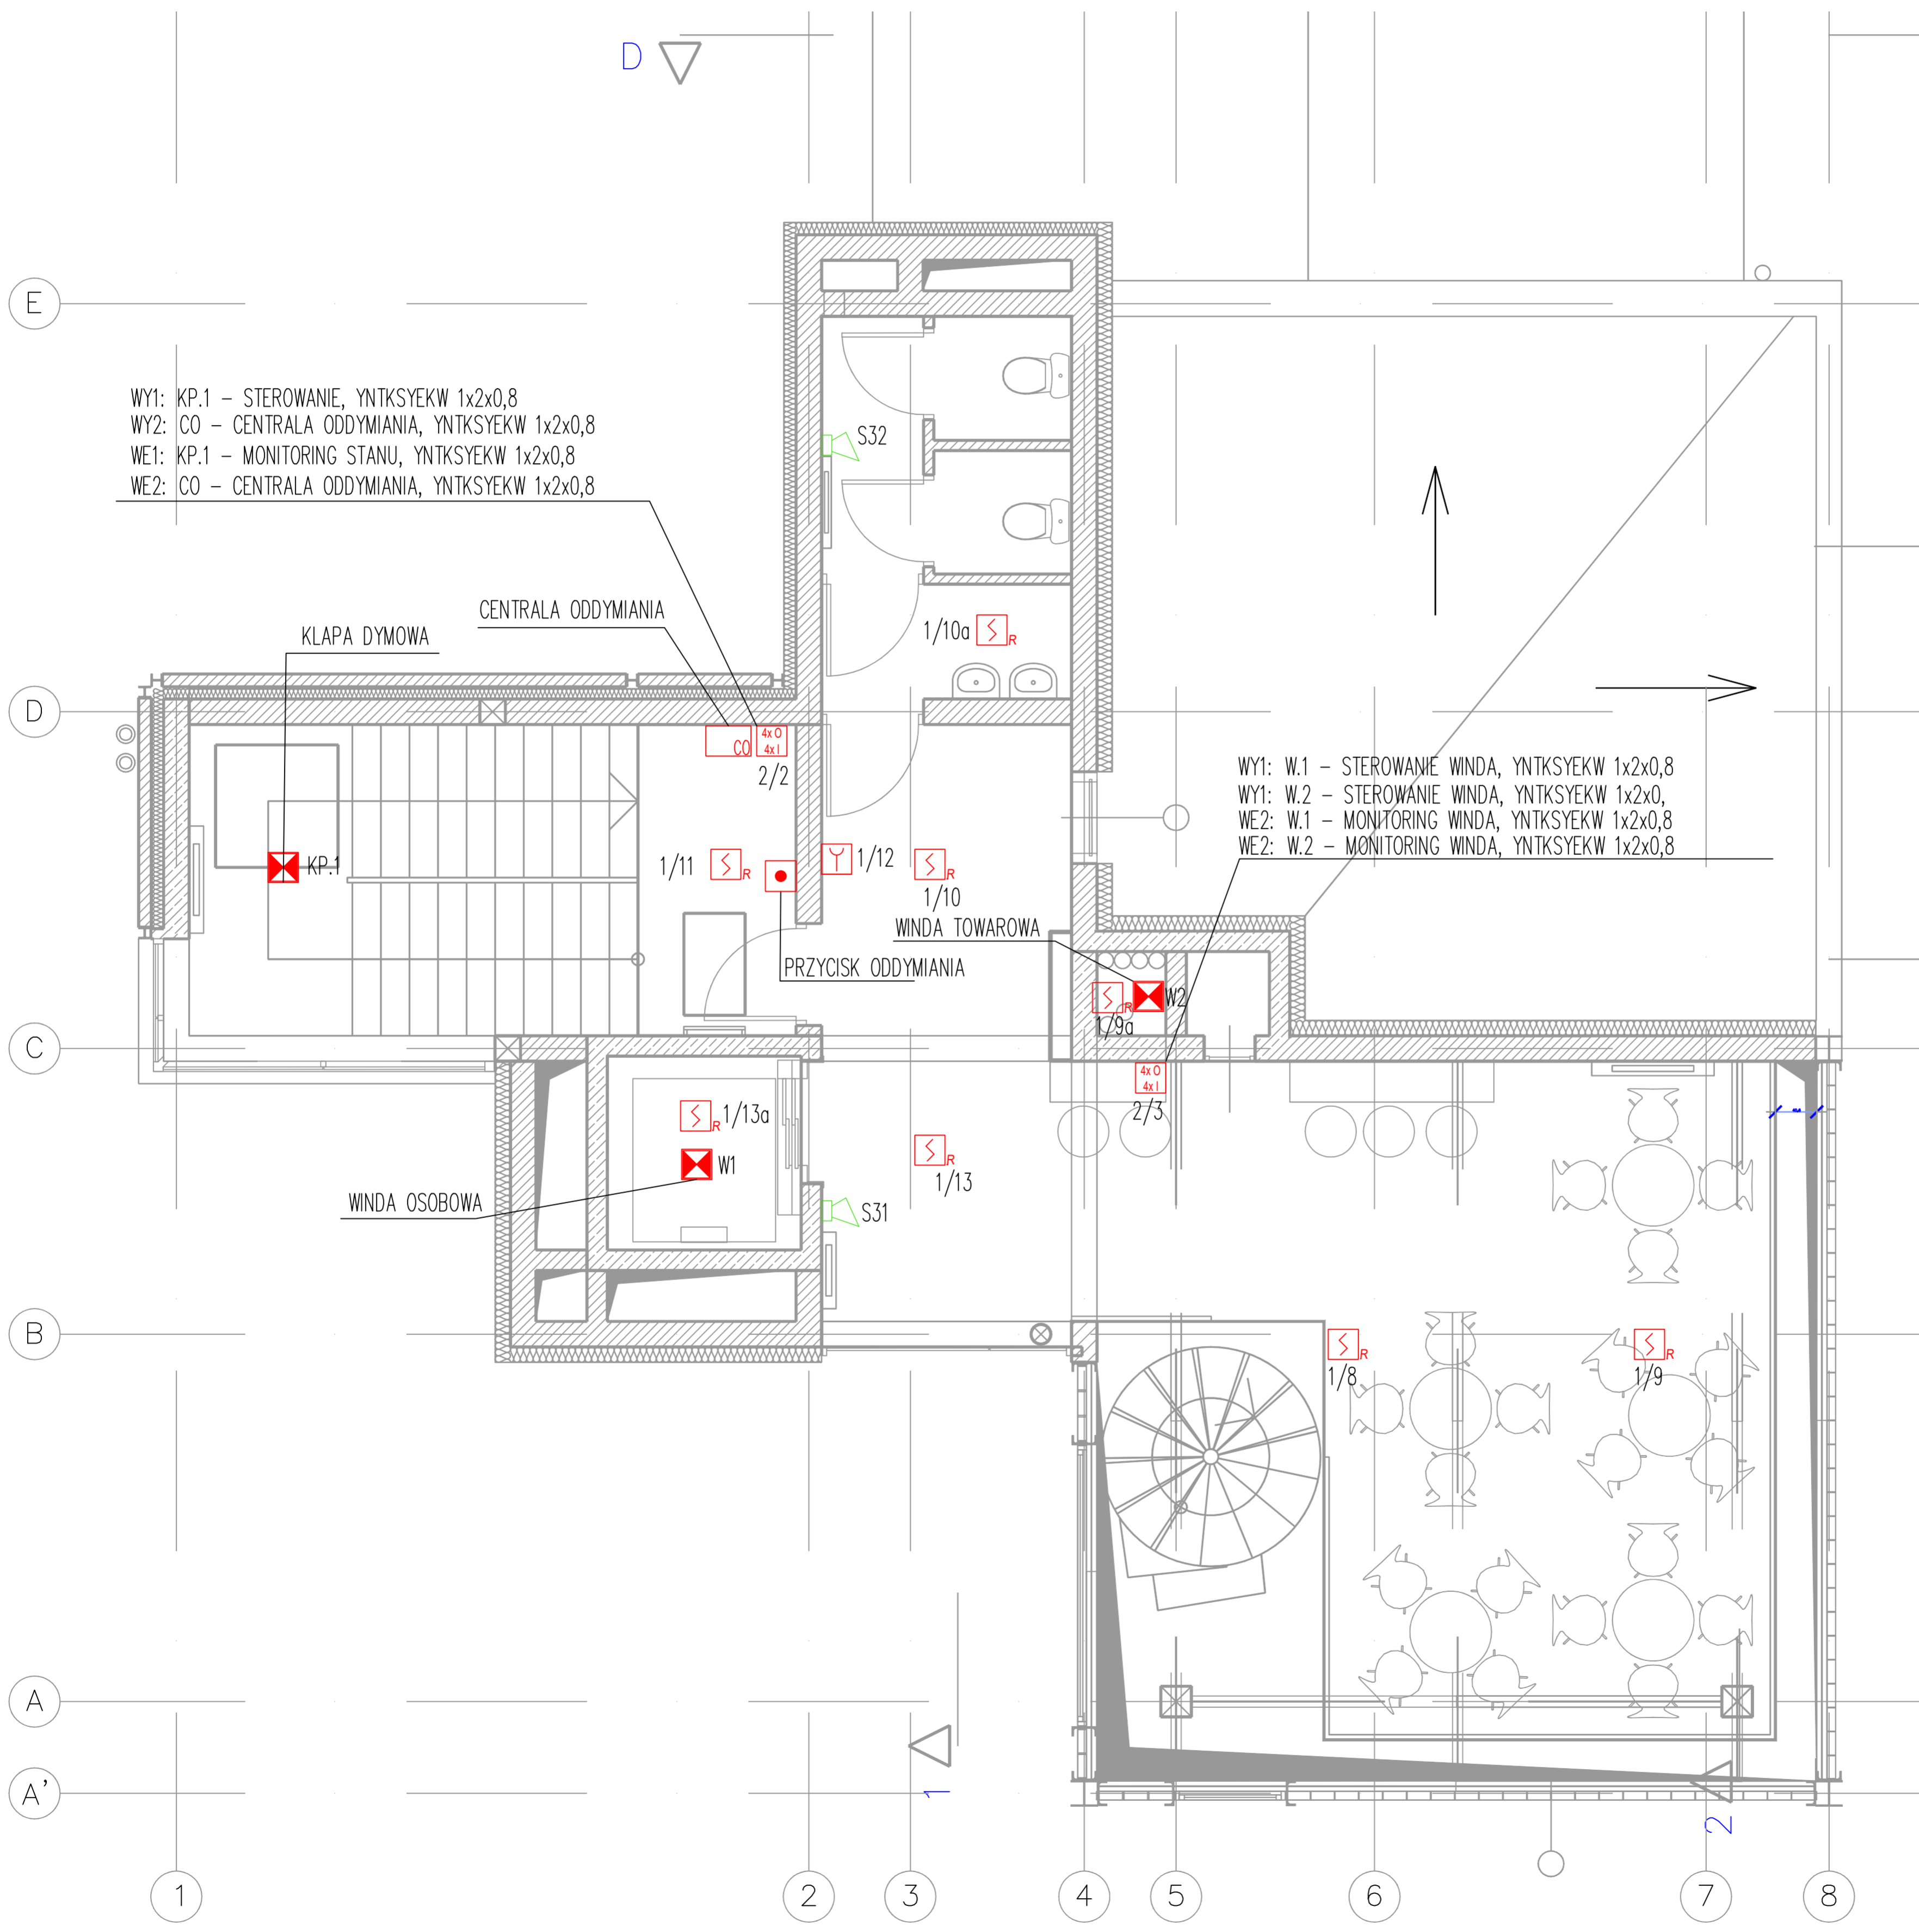 D
E
WY1: KP.1 – STEROWANIE, YNTKSYEKW 1x2x0,8
WY2: CO – CENTRALA ODDYMIANIA, YNTKSYEKW 1x2x0,8
WE1: KP.1 – MONITORING STANU, YNTKSYEKW 1x2x0,8
WE2: CO – CENTRALA ODDYMIANIA, YNTKSYEKW 1x2x0,8
S32
CENTRALA ODDYMIANIA
KLAPA DYMOWA
1/10a
R
D
CO
4x O
4x I
2/2
WY1: W.1 – STEROWANIE WINDA, YNTKSYEKW 1x2x0,8
WY1: W.2 – STEROWANIE WINDA, YNTKSYEKW 1x2x0,
WE2: W.1 – MONITORING WINDA, YNTKSYEKW 1x2x0,8
WE2: W.2 – MONITORING WINDA, YNTKSYEKW 1x2x0,8
KP.1
1/11
R
1/12
R
1/10
WINDA TOWAROWA
PRZYCISK ODDYMIANIA
R
W2
1/9a
C
4x O
4x I
2/3
R
1/13a
W1
R
1/13
WINDA OSOBOWA
S31
B
R
1/8
R
1/9
A
A'
1
2
1
2
3
4
5
6
7
8